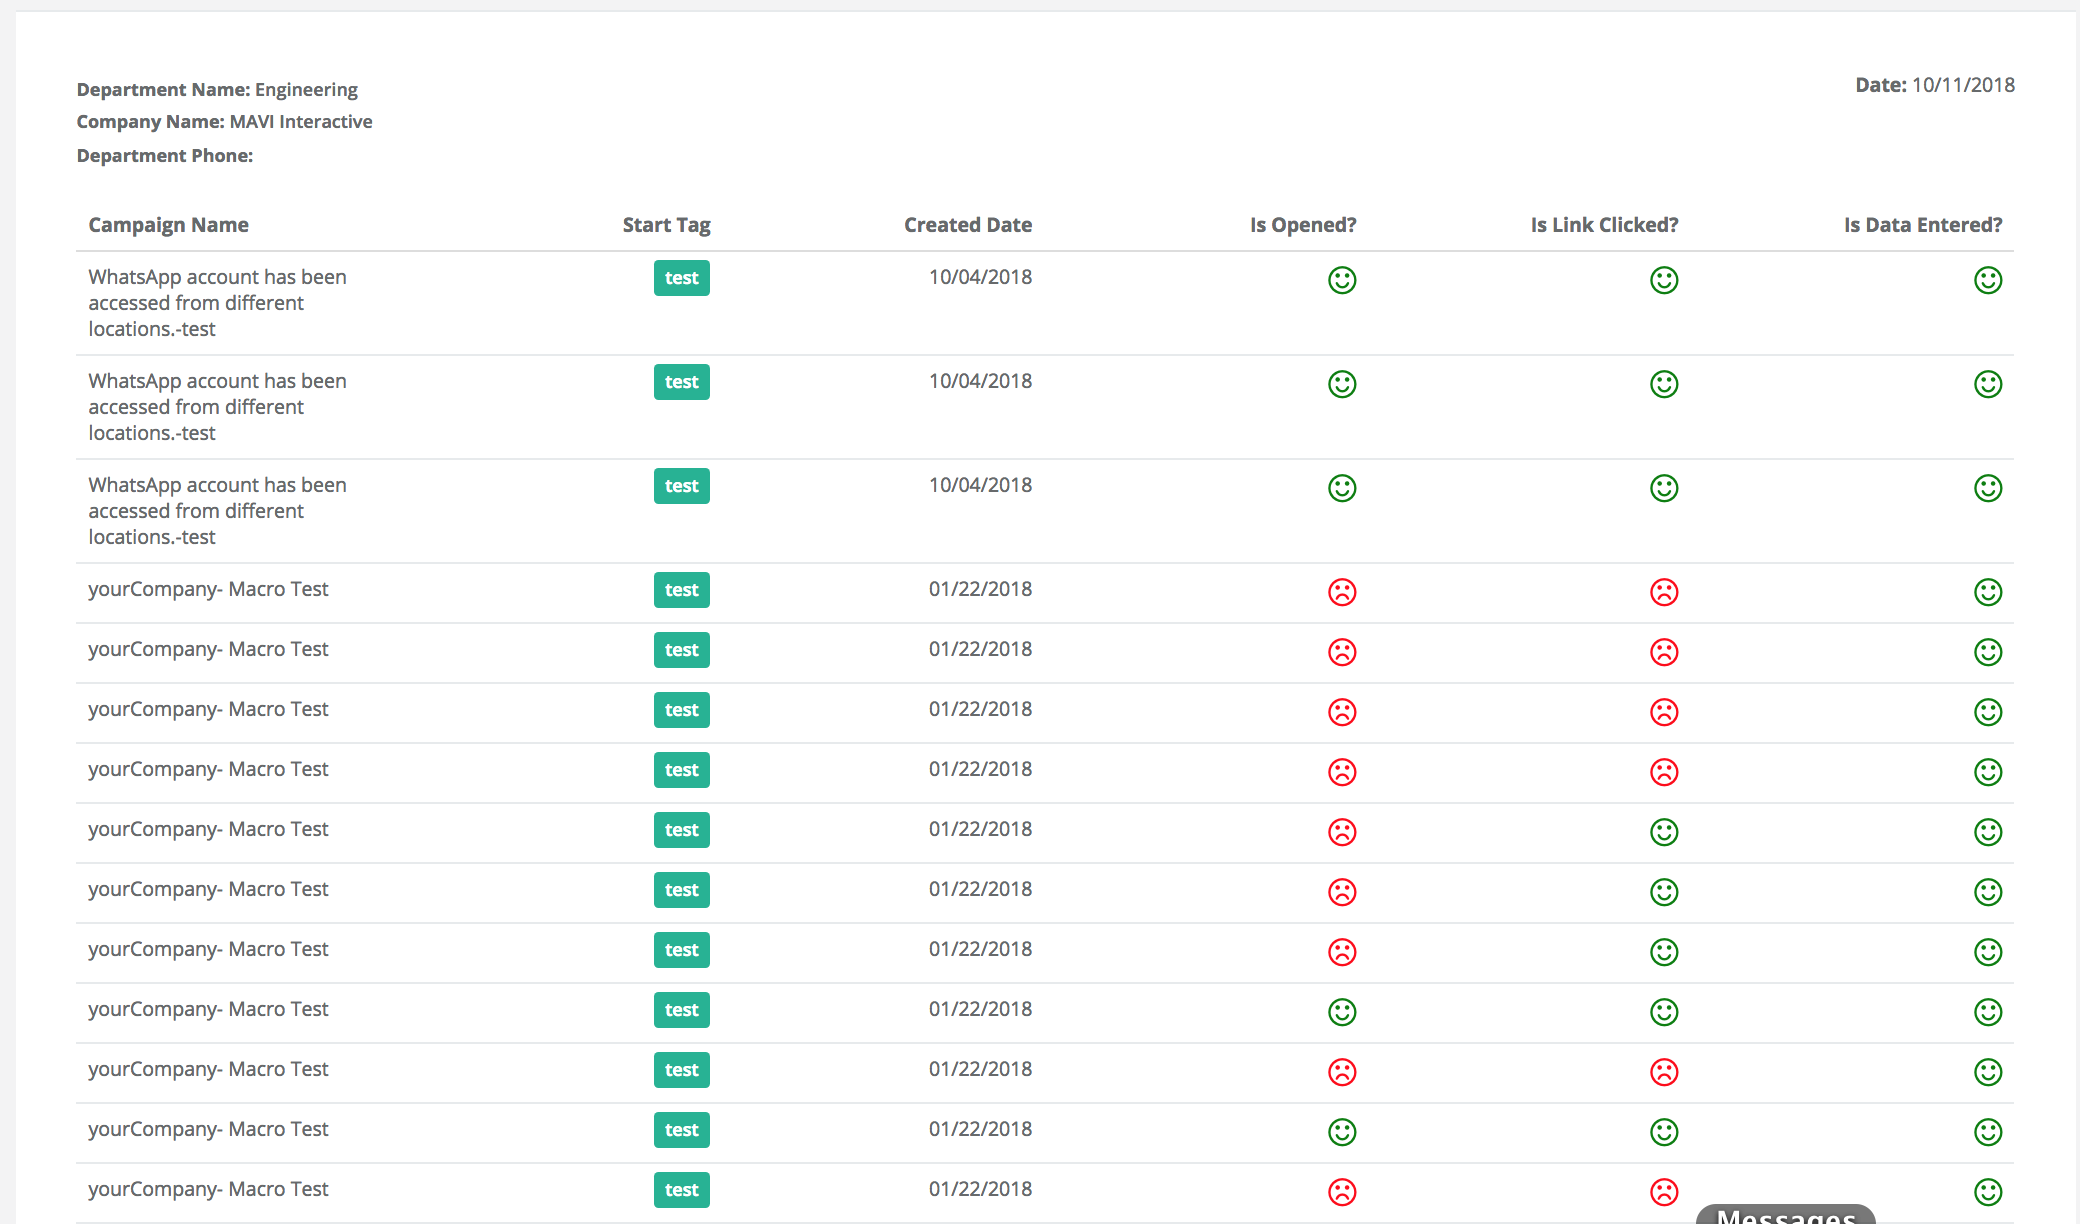 Department Name: Engineering
Date: 10/11/2018
Company Name: MAVI Interactive
Department Phone:
Campaign Name Start Tag Created Date Is Opened? Is Link Clicked? Is Data Entered?
WhatsApp account has been test 10/04/2018
accessed from different
locations.-test
WhatsApp account has been test 10/04/2018
accessed from different
locations.-test
WhatsApp account has been test 10/04/2018
accessed from different
locations.-test
yourCompany- Macro Test test 01/22/2018
yourCompany- Macro Test test 01/22/2018
yourCompany- Macro Test test 01/22/2018
yourCompany- Macro Test test 01/22/2018
yourCompany- Macro Test test 01/22/2018
yourCompany- Macro Test test 01/22/2018
yourCompany- Macro Test test 01/22/2018
yourCompany- Macro Test test 01/22/2018
yourCompany- Macro Test test 01/22/2018
yourCompany- Macro Test test 01/22/2018
yourCompany- Macro Test test 01/22/2018
Messages